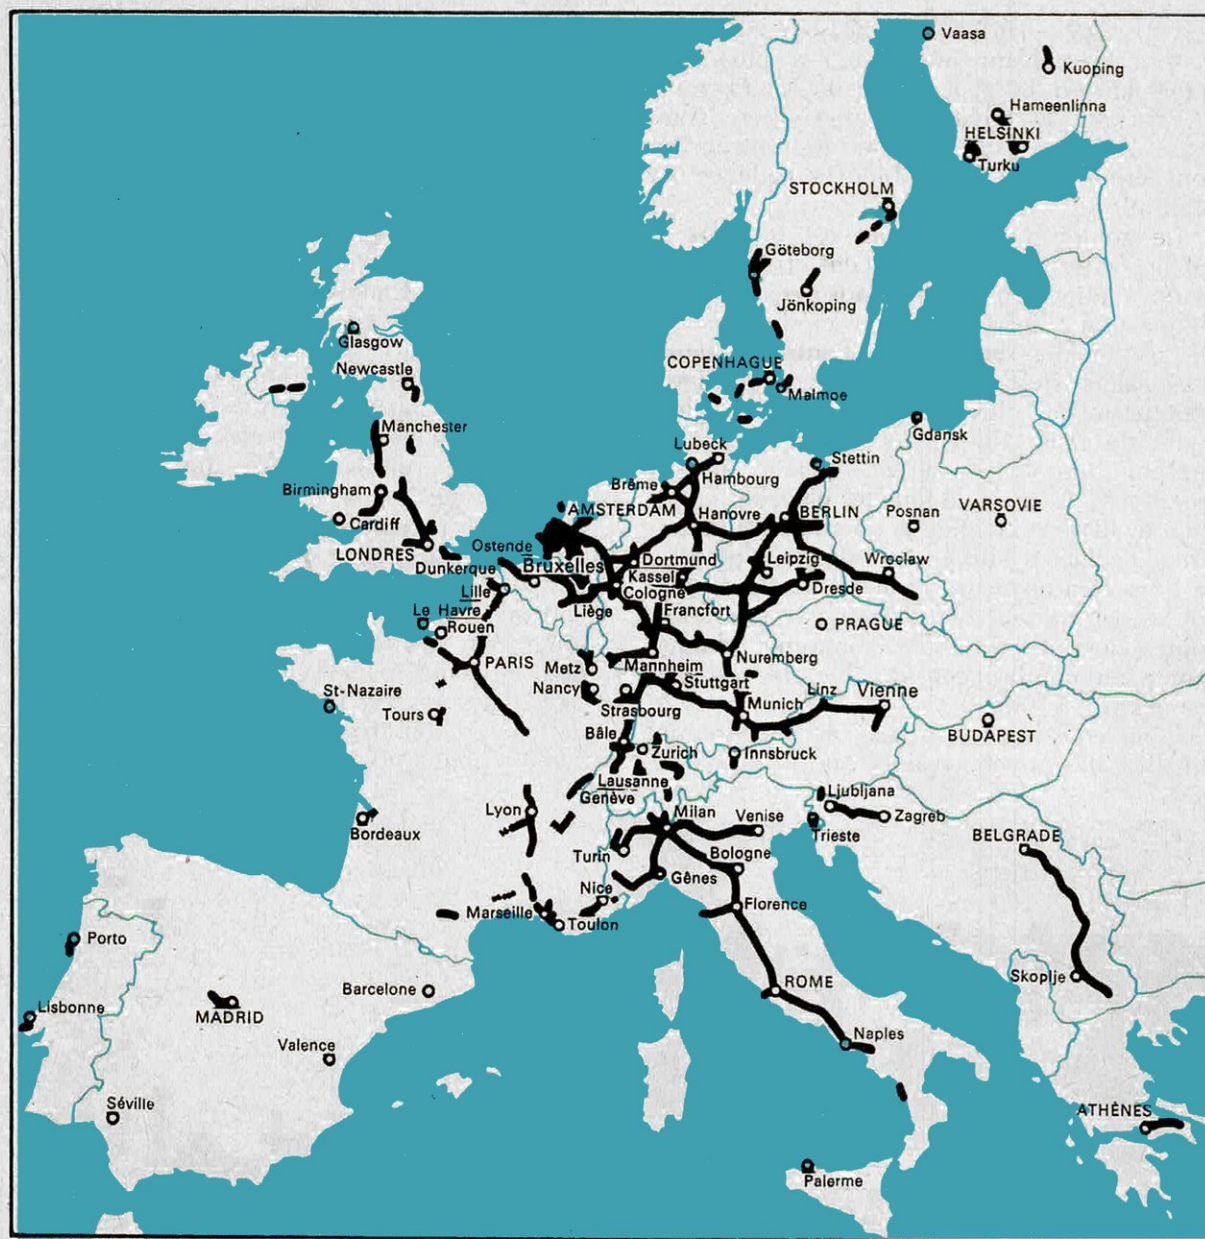 Vaasa
Kuoping
Hameenlinna
HELSINKI
Turku
STOCKHOLM
Göteborg
Jönkoping
Glasgow
Newcastle
COPENHAGUE
Malmoe
Manchester
Gdansk
Lubeck
Stettin
Hambourg
Brême
Birmingham
AMSTERDAM
Hanovre
BERLIN
Posnan
VARSOVIE
Cardiff
LONDRES
Ostende
Dunkerque
Bruxelles
Dortmund
Leipzig
Wroclaw
Kassel
Cologne
Dresde
Lille
Liège
Francfort
Le Havre
Rouen
PRAGUE
PARIS
Metz
Mannheim
Nuremberg
Nancy
Stuttgart
St-Nazaire
Linz
Vienne
Tours
Strasbourg
Munich
Bâle
BUDAPEST
Zurich
Innsbruck
Lausanne
Genève
Ljubljana
Lyon
Milan
Venise
Zagreb
Bordeaux
Trieste
BELGRADE
Turin
Bologne
Gênes
Nice
Marseille
Florence
Toulon
Porto
Skoplje
Barcelone
ROME
Lisbonne
MADRID
Valence
Naples
Séville
ATHÈNES
Palerme